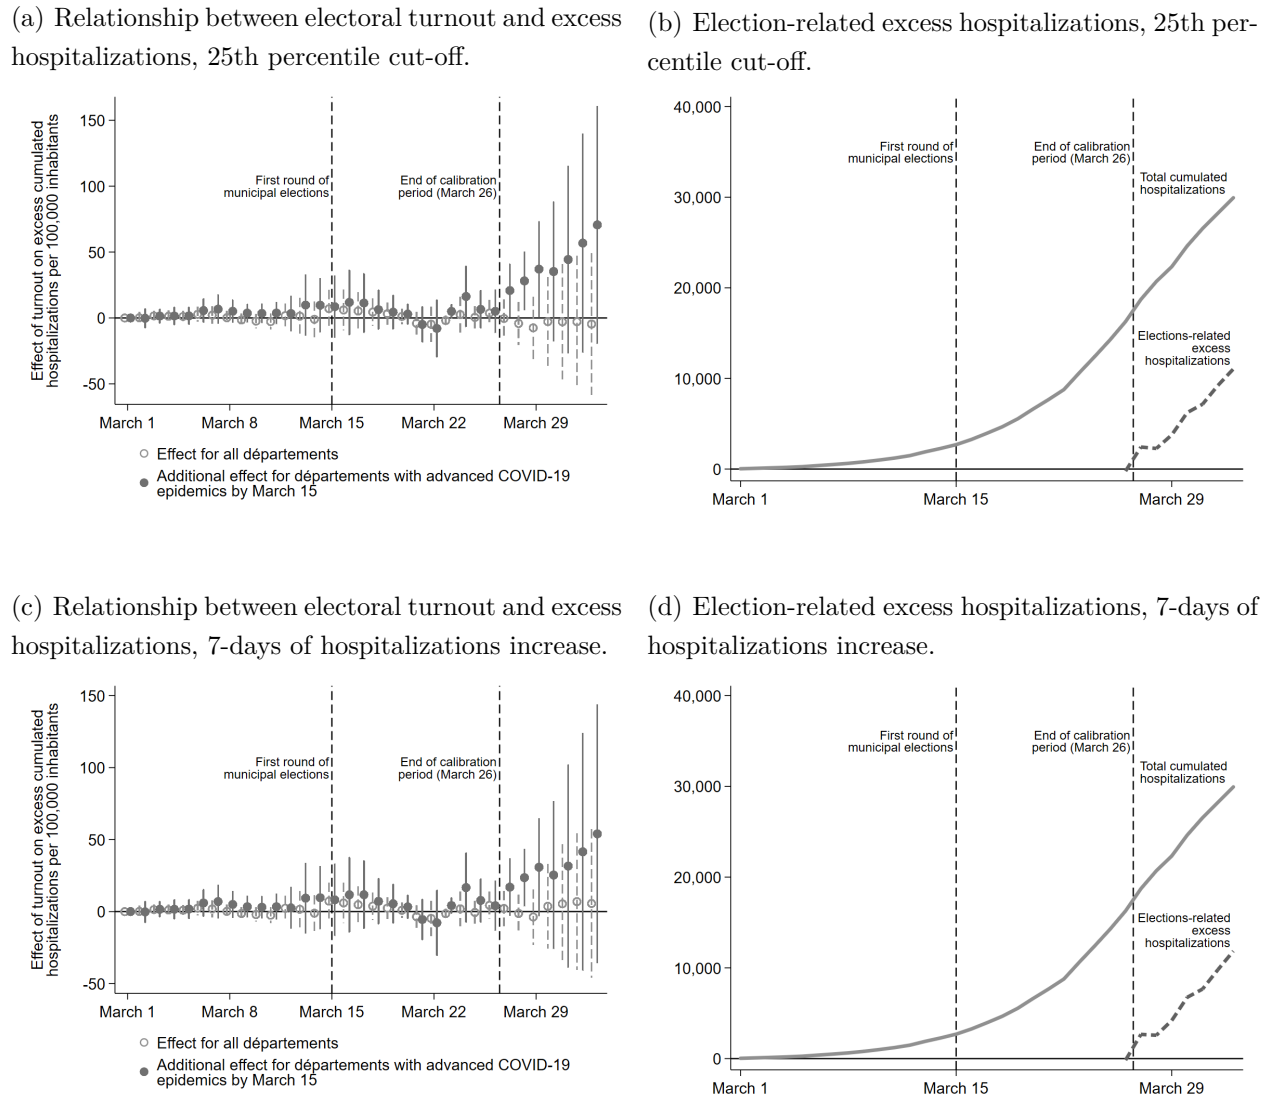 (a) Relationship between electoral turnout and excess
hospitalizations, 25th percentile cut-off.
Effect of turnout on excess cumulated
hospitalizations per 100,000 inhabitants
150
100
50
0
-50
First round of
municipal elections
End of calibration
period (March 26)
March 1
March 8
March 15
March 22
March 29
Effect for all départements
Additional effect for départements with advanced COVID-19
epidemics by March 15
(b) Election-related excess hospitalizations, 25th per-
centile cut-off.
40,000
30,000
20,000
10,000
0
First round of
municipal elections
End of calibration
period (March 26)
Total cumulated
hospitalizations
Elections-related
excess
hospitalizations
March 1
March 15
March 29
(c) Relationship between electoral turnout and excess
hospitalizations, 7-days of hospitalizations increase.
Effect of turnout on excess cumulated
hospitalizations per 100,000 inhabitants
150
100
50
0
-50
First round of
municipal elections
End of calibration
period (March 26)
March 1
March 8
March 15
March 22
March 29
Effect for all départements
Additional effect for départements with advanced COVID-19
epidemics by March 15
(d) Election-related excess hospitalizations, 7-days of
hospitalizations increase.
40,000
30,000
20,000
10,000
0
First round of
municipal elections
End of calibration
period (March 26)
Total cumulated
hospitalizations
Elections-related
excess
hospitalizations
March 1
March 15
March 29